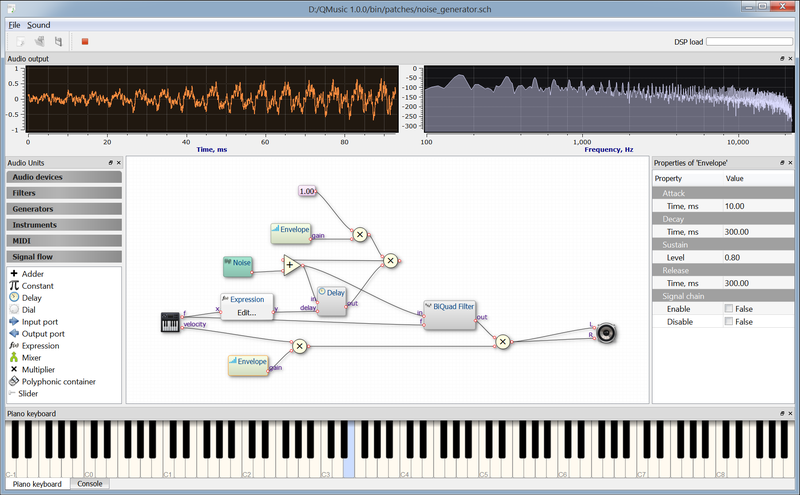 D:/QMusic 1.0.0/bin/patches/noise_generator.sch
File Sound
DSP load
Audio output
1
0.5
0
-0.5
-1
0 20 40 60 80
Time, ms
0
-50
-100
-150
-200
-250
-300
100 1,000 10,000
Frequency, Hz
Audio Units
Audio devices
Filters
Generators
Instruments
MIDI
Signal flow
Adder
Constant
Delay
Dial
Input port
Output port
Expression
Mixer
Multiplier
Polyphonic container
Slider
1.00
Envelope
gain
Noise
Expression
x Edit... y
Delay
in
delay
out
BiQuad Filter
in
f
out
f
velocity
Envelope
gain
L
R
Properties of 'Envelope'
Property Value
Attack
Time, ms 10.00
Decay
Time, ms 300.00
Sustain
Level 0.80
Release
Time, ms 300.00
Signal chain
Enable False
Disable False
Piano keyboard
C-1 C0 C1 C2 C3 C4 C5 C6 C7 C8
Piano keyboard Console